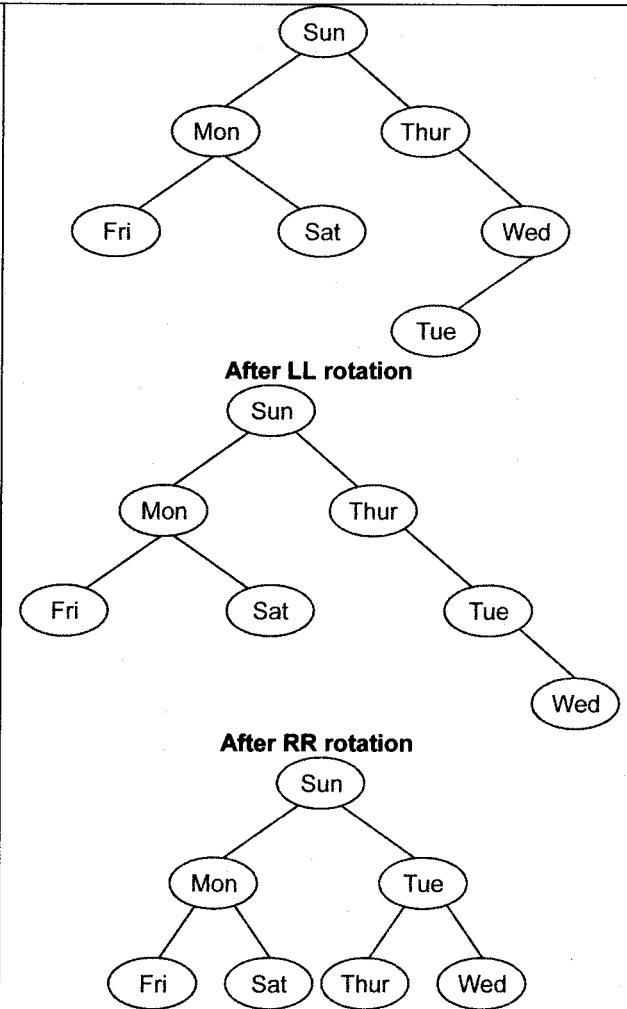 Sun
Mon Thur
Fri Sat Wed
Tue
After LL rotation
Sun
Mon Thur
Fri Sat Tue
Wed
After RR rotation
Sun
Mon Tue
Fri Sat Thur Wed